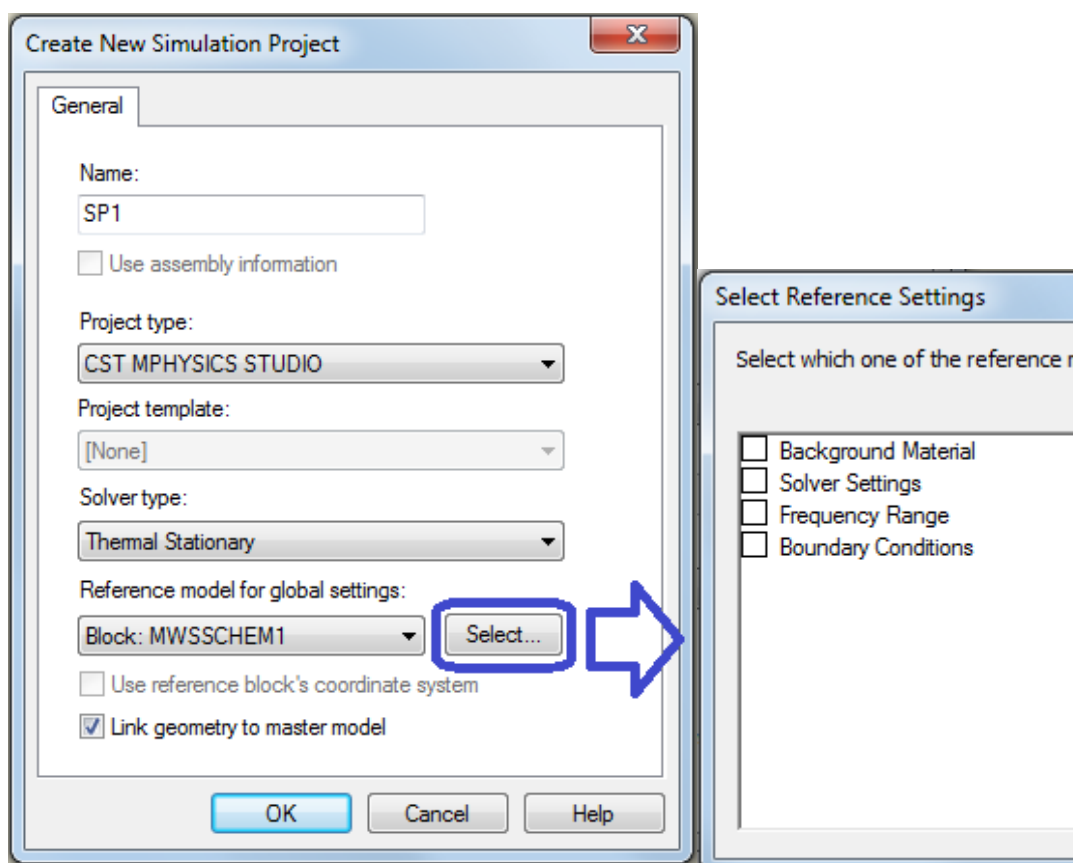 Create New Simulation Project
General
Name:
SP1
Use assembly information
Project type:
CST MPHYSICS STUDIO
Project template:
[None]
Solver type:
Thermal Stationary
Reference model for global settings:
Block: MWSSCHEM1
Select...
Use reference block's coordinate system
Link geometry to master model
OK
Cancel
Help
Select Reference Settings
Select which one of the reference
Background Material
Solver Settings
Frequency Range
Boundary Conditions